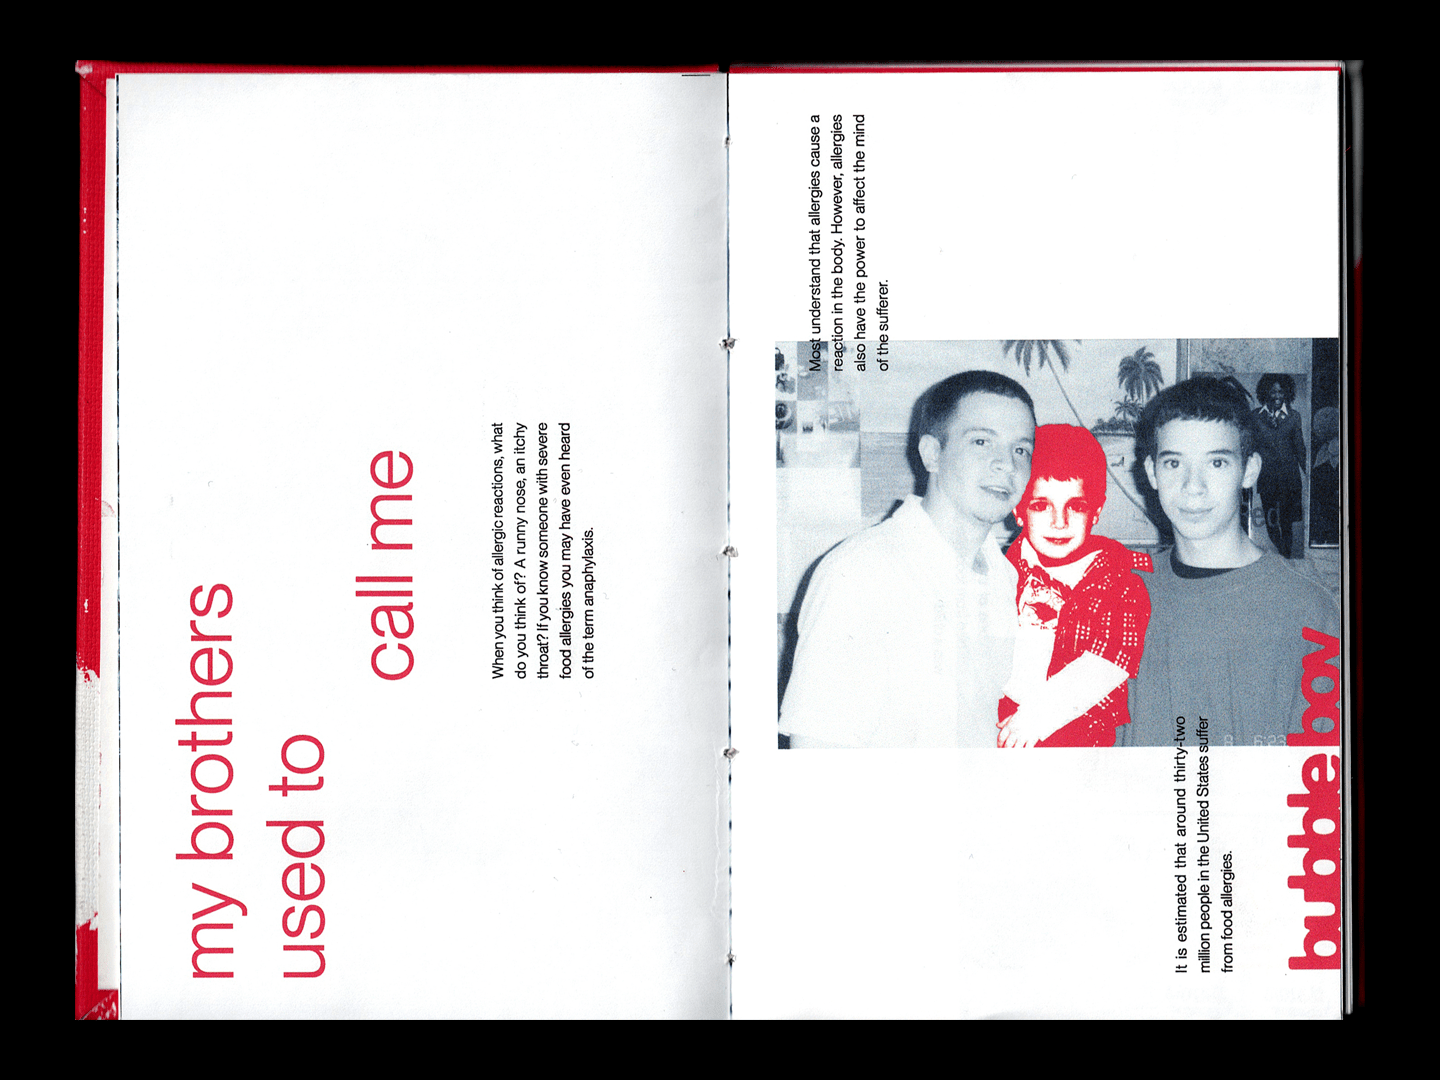 my brothers
used to
call me
When you think of allergic reactions, what
do you think of? A runny nose, an itchy
throat? If you know someone with severe
food allergies you may have even heard
of the term anaphylaxis.
Most understand that allergies cause a
reaction in the body. However, allergies
also have the power to affect the mind
of the sufferer.
It is estimated that around thirty-two
million people in the United States suffer
from food allergies.
bubble boy